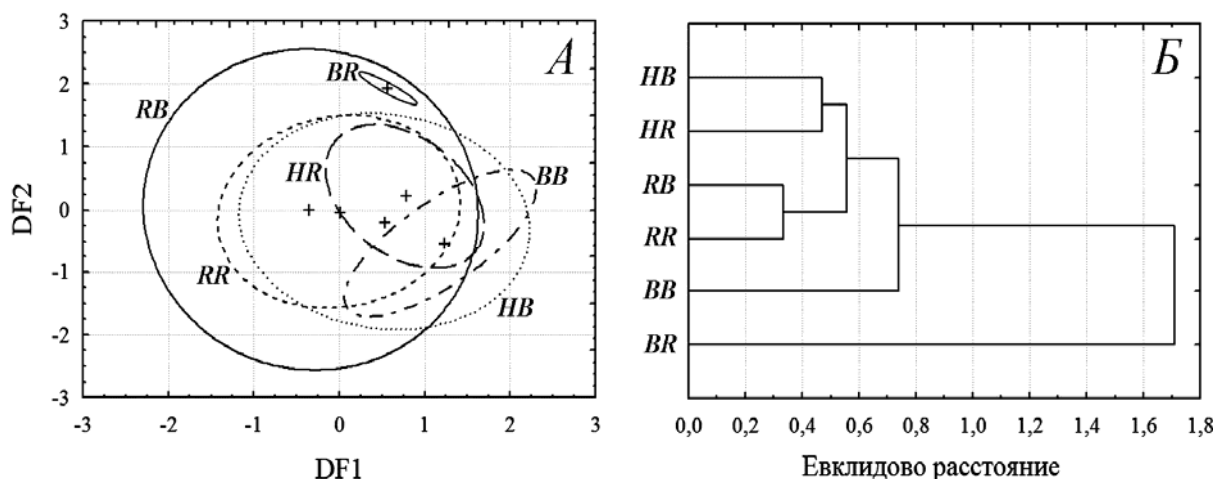 А
3
2
1
0
-1
-2
-3
DF2
BR
RB
HR
BB
RR
HB
-3 -2 -1 0 1 2 3
DF1
Б
HB
HR
RB
RR
BB
BR
0,0 0,2 0,4 0,6 0,8 1,0 1,2 1,4 1,6 1,8
Евклидово расстояние